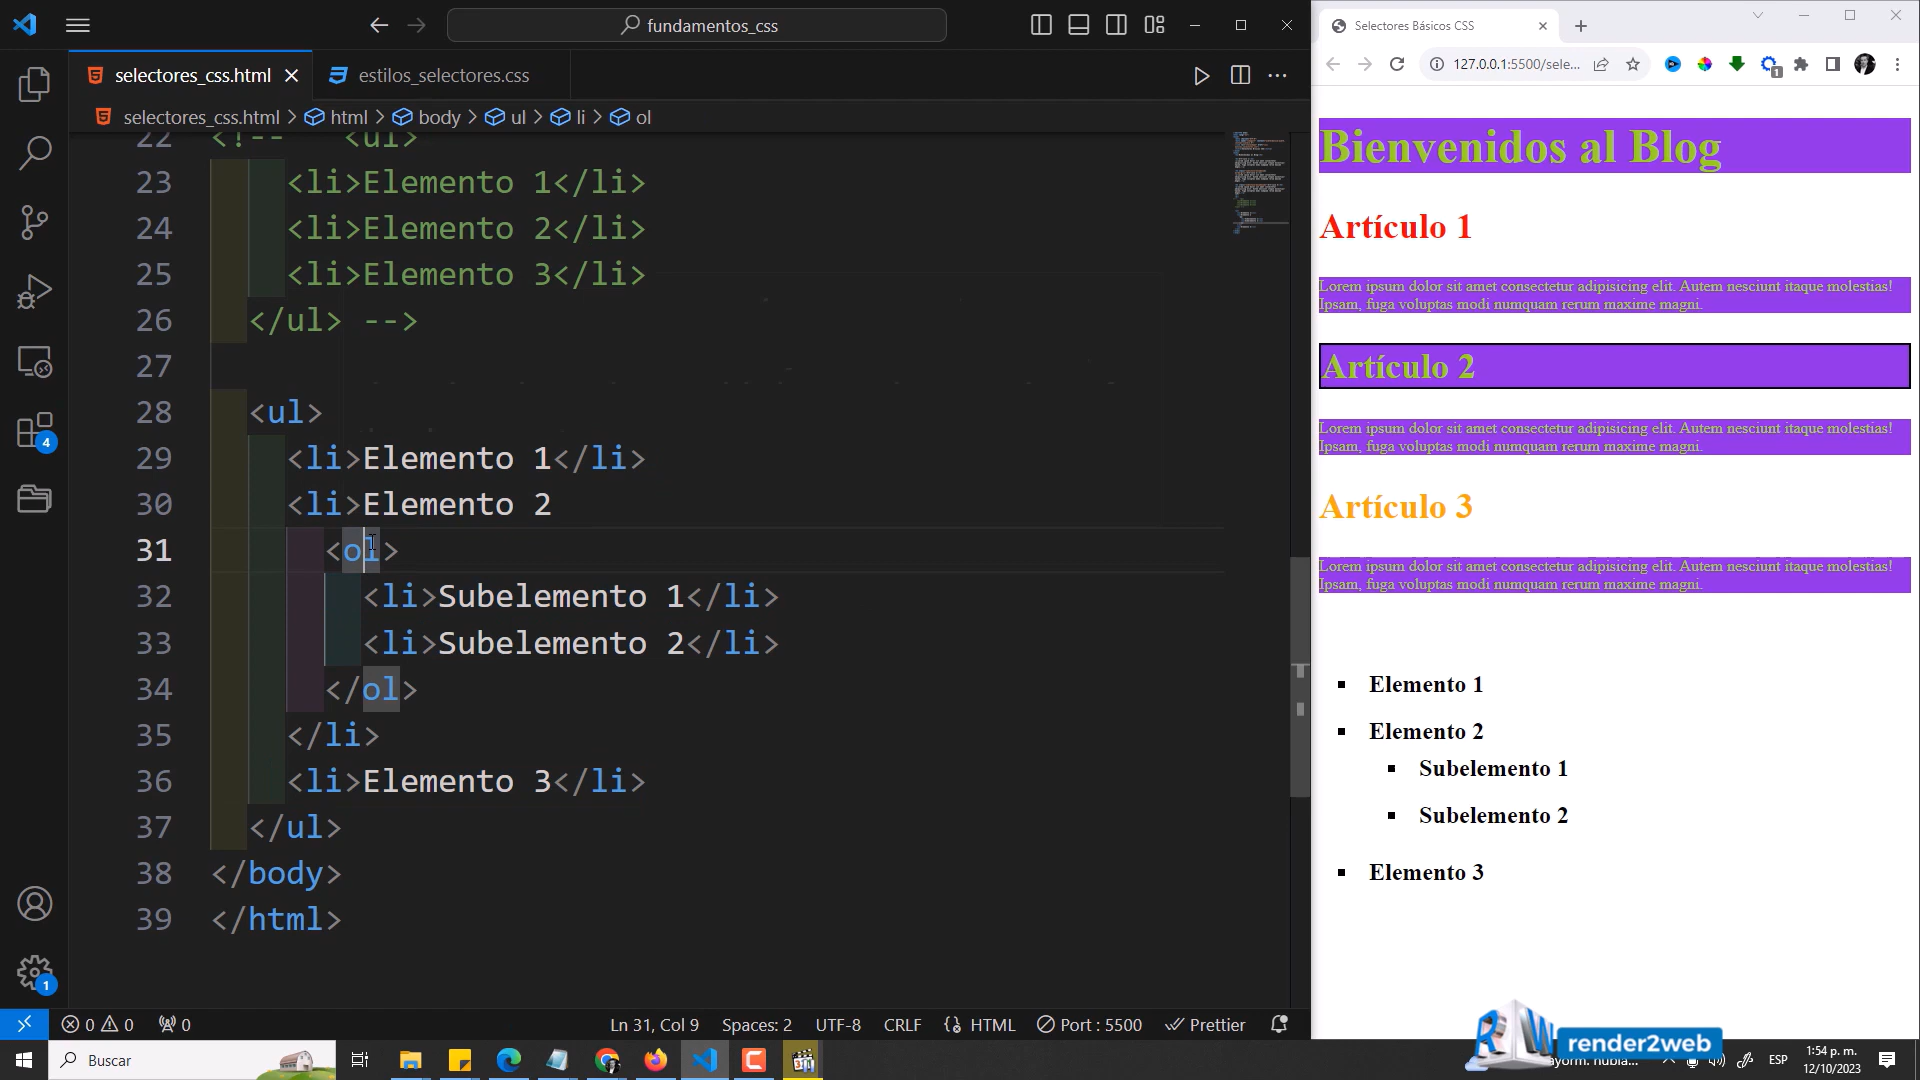 fundamentos_css
selectores_css.html
estilos_selectores.css
selectores_css.html > html > body > ul > li > ol
22 <!-- <ul>
23 <li>Elemento 1</li>
24 <li>Elemento 2</li>
25 <li>Elemento 3</li>
26 </ul> -->
27
28 <ul>
29 <li>Elemento 1</li>
30 <li>Elemento 2
31 <ol>
32 <li>Subelemento 1</li>
33 <li>Subelemento 2</li>
34 </ol>
35 </li>
36 <li>Elemento 3</li>
37 </ul>
38 </body>
39 </html>
4
1
0 0 0 Ln 31, Col 9 Spaces: 2 UTF-8 CRLF HTML Port : 5500 Prettier
Selectores Básicos CSS
127.0.0.1:5500/sele...
1
Bienvenidos al Blog
Artículo 1
Lorem ipsum dolor sit amet consectetur adipisicing elit. Autem nesciunt itaque molestias!
Ipsam, fuga voluptas modi numquam rerum maxime magni.
Artículo 2
Lorem ipsum dolor sit amet consectetur adipisicing elit. Autem nesciunt itaque molestias!
Ipsam, fuga voluptas modi numquam rerum maxime magni.
Artículo 3
Lorem ipsum dolor sit amet consectetur adipisicing elit. Autem nesciunt itaque molestias!
Ipsam, fuga voluptas modi numquam rerum maxime magni.
Elemento 1
Elemento 2
Subelemento 1
Subelemento 2
Elemento 3
RW render2web
Buscar
ESP
1:54 p. m.
12/10/2023